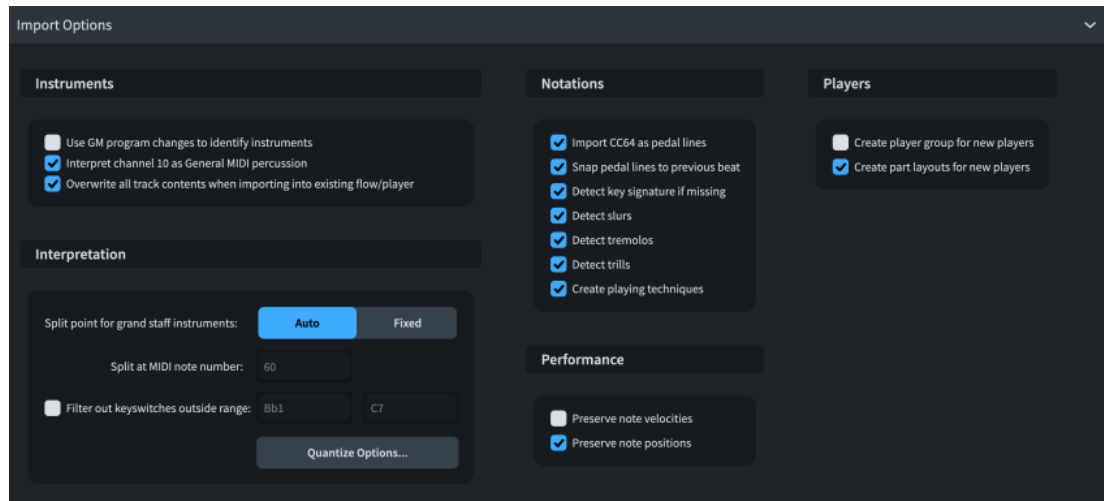 Import Options
Instruments
Use GM program changes to identify instruments
Interpret channel 10 as General MIDI percussion
Overwrite all track contents when importing into existing flow/player
Interpretation
Split point for grand staff instruments: Auto Fixed
Split at MIDI note number: 60
Filter out keyswitches outside range: Bb1 C7
Quantize Options...
Notations
Import CC64 as pedal lines
Snap pedal lines to previous beat
Detect key signature if missing
Detect slurs
Detect tremolos
Detect trills
Create playing techniques
Performance
Preserve note velocities
Preserve note positions
Players
Create player group for new players
Create part layouts for new players